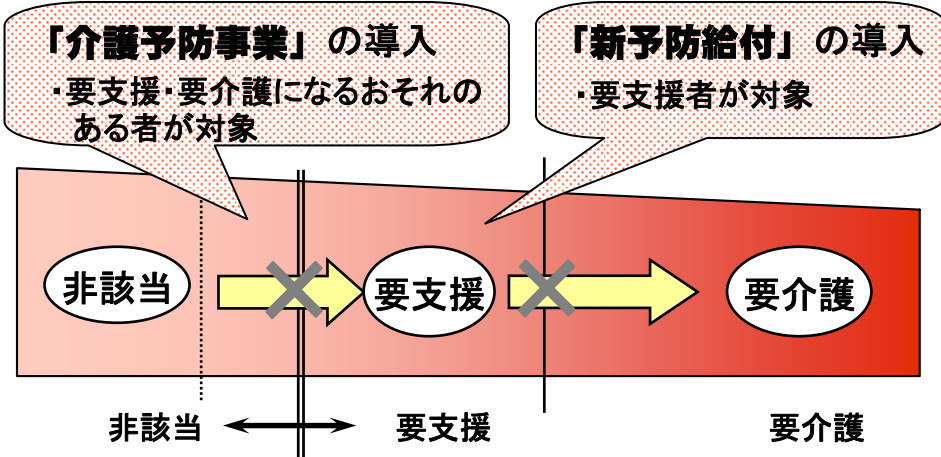 「介護予防事業」の導入
・要支援・要介護になるおそれの
ある者が対象
「新予防給付」の導入
・要支援者が対象
非該当
要支援
要介護
非該当
要支援
要介護